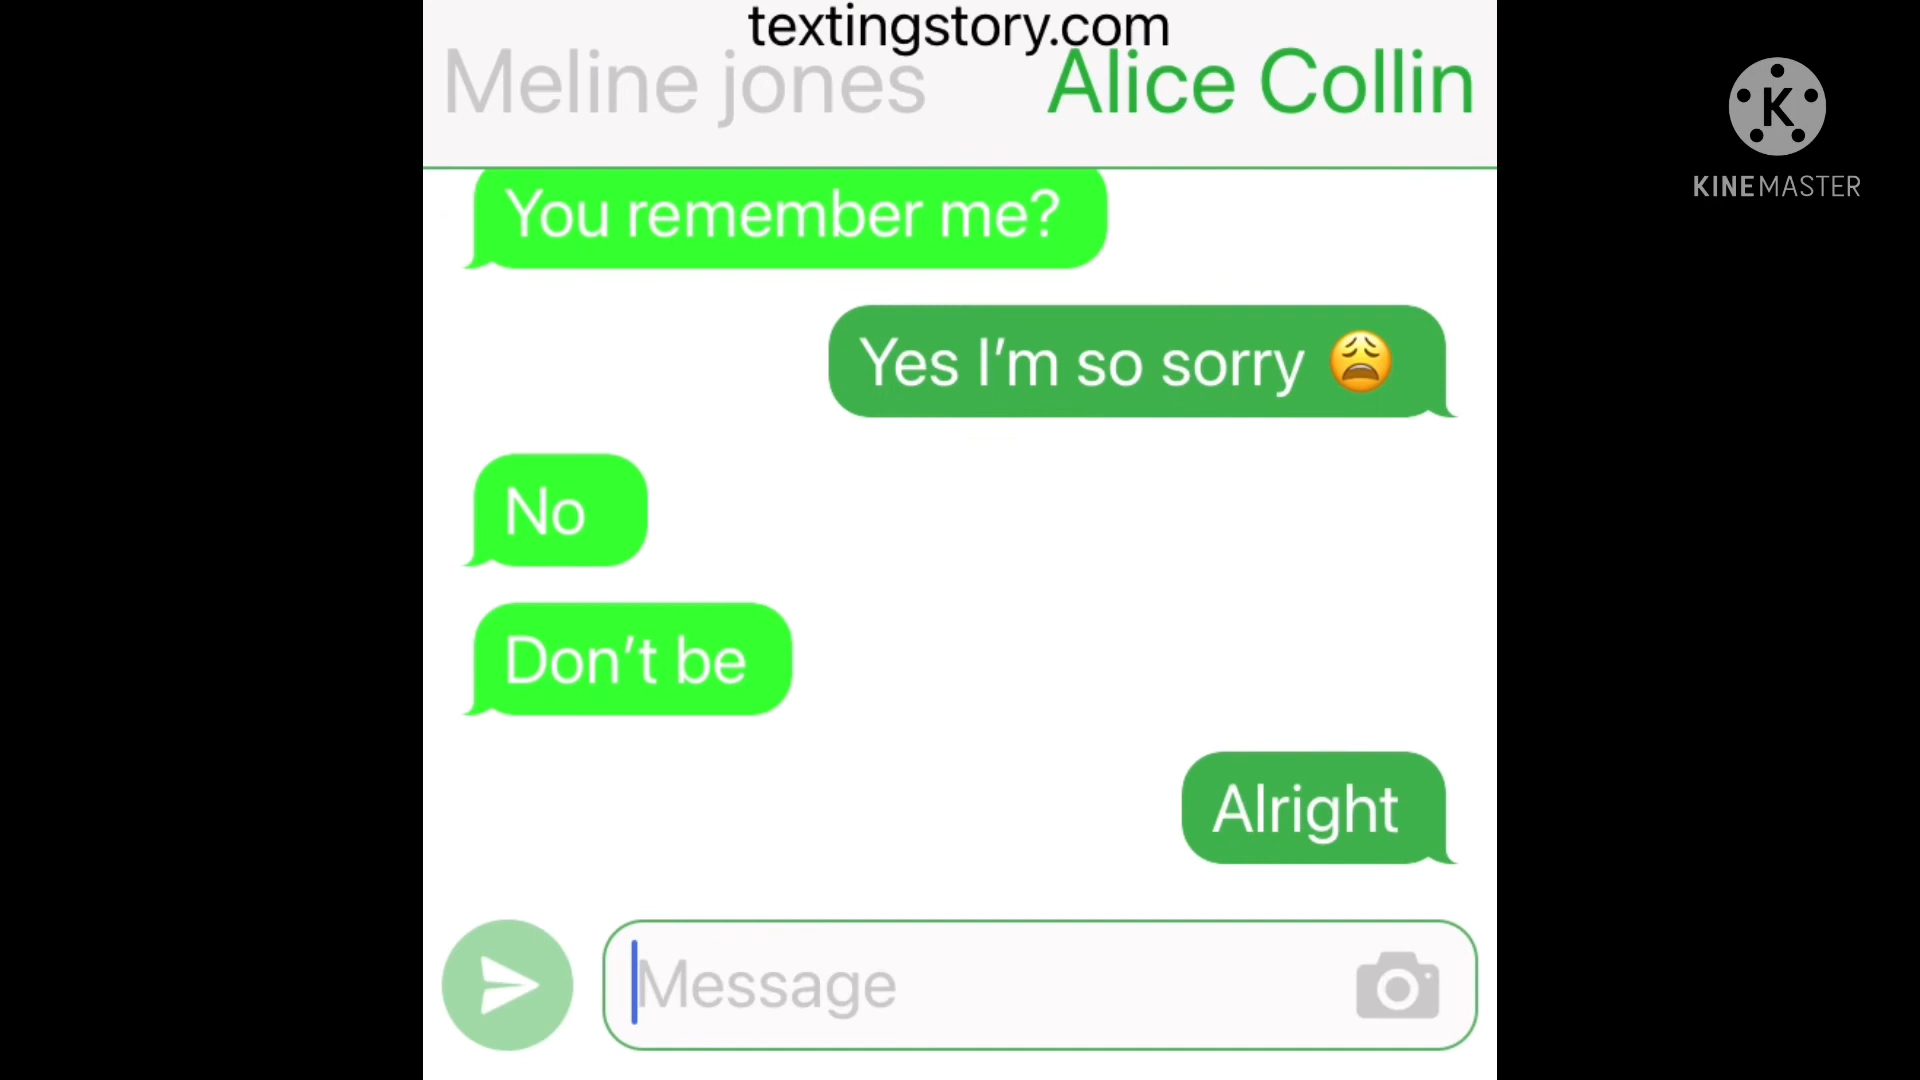 textingstory.com
Meline jones Alice Collin
K
KINEMASTER
You remember me?
Yes I’m so sorry 😩
No
Don’t be
Alright
Message